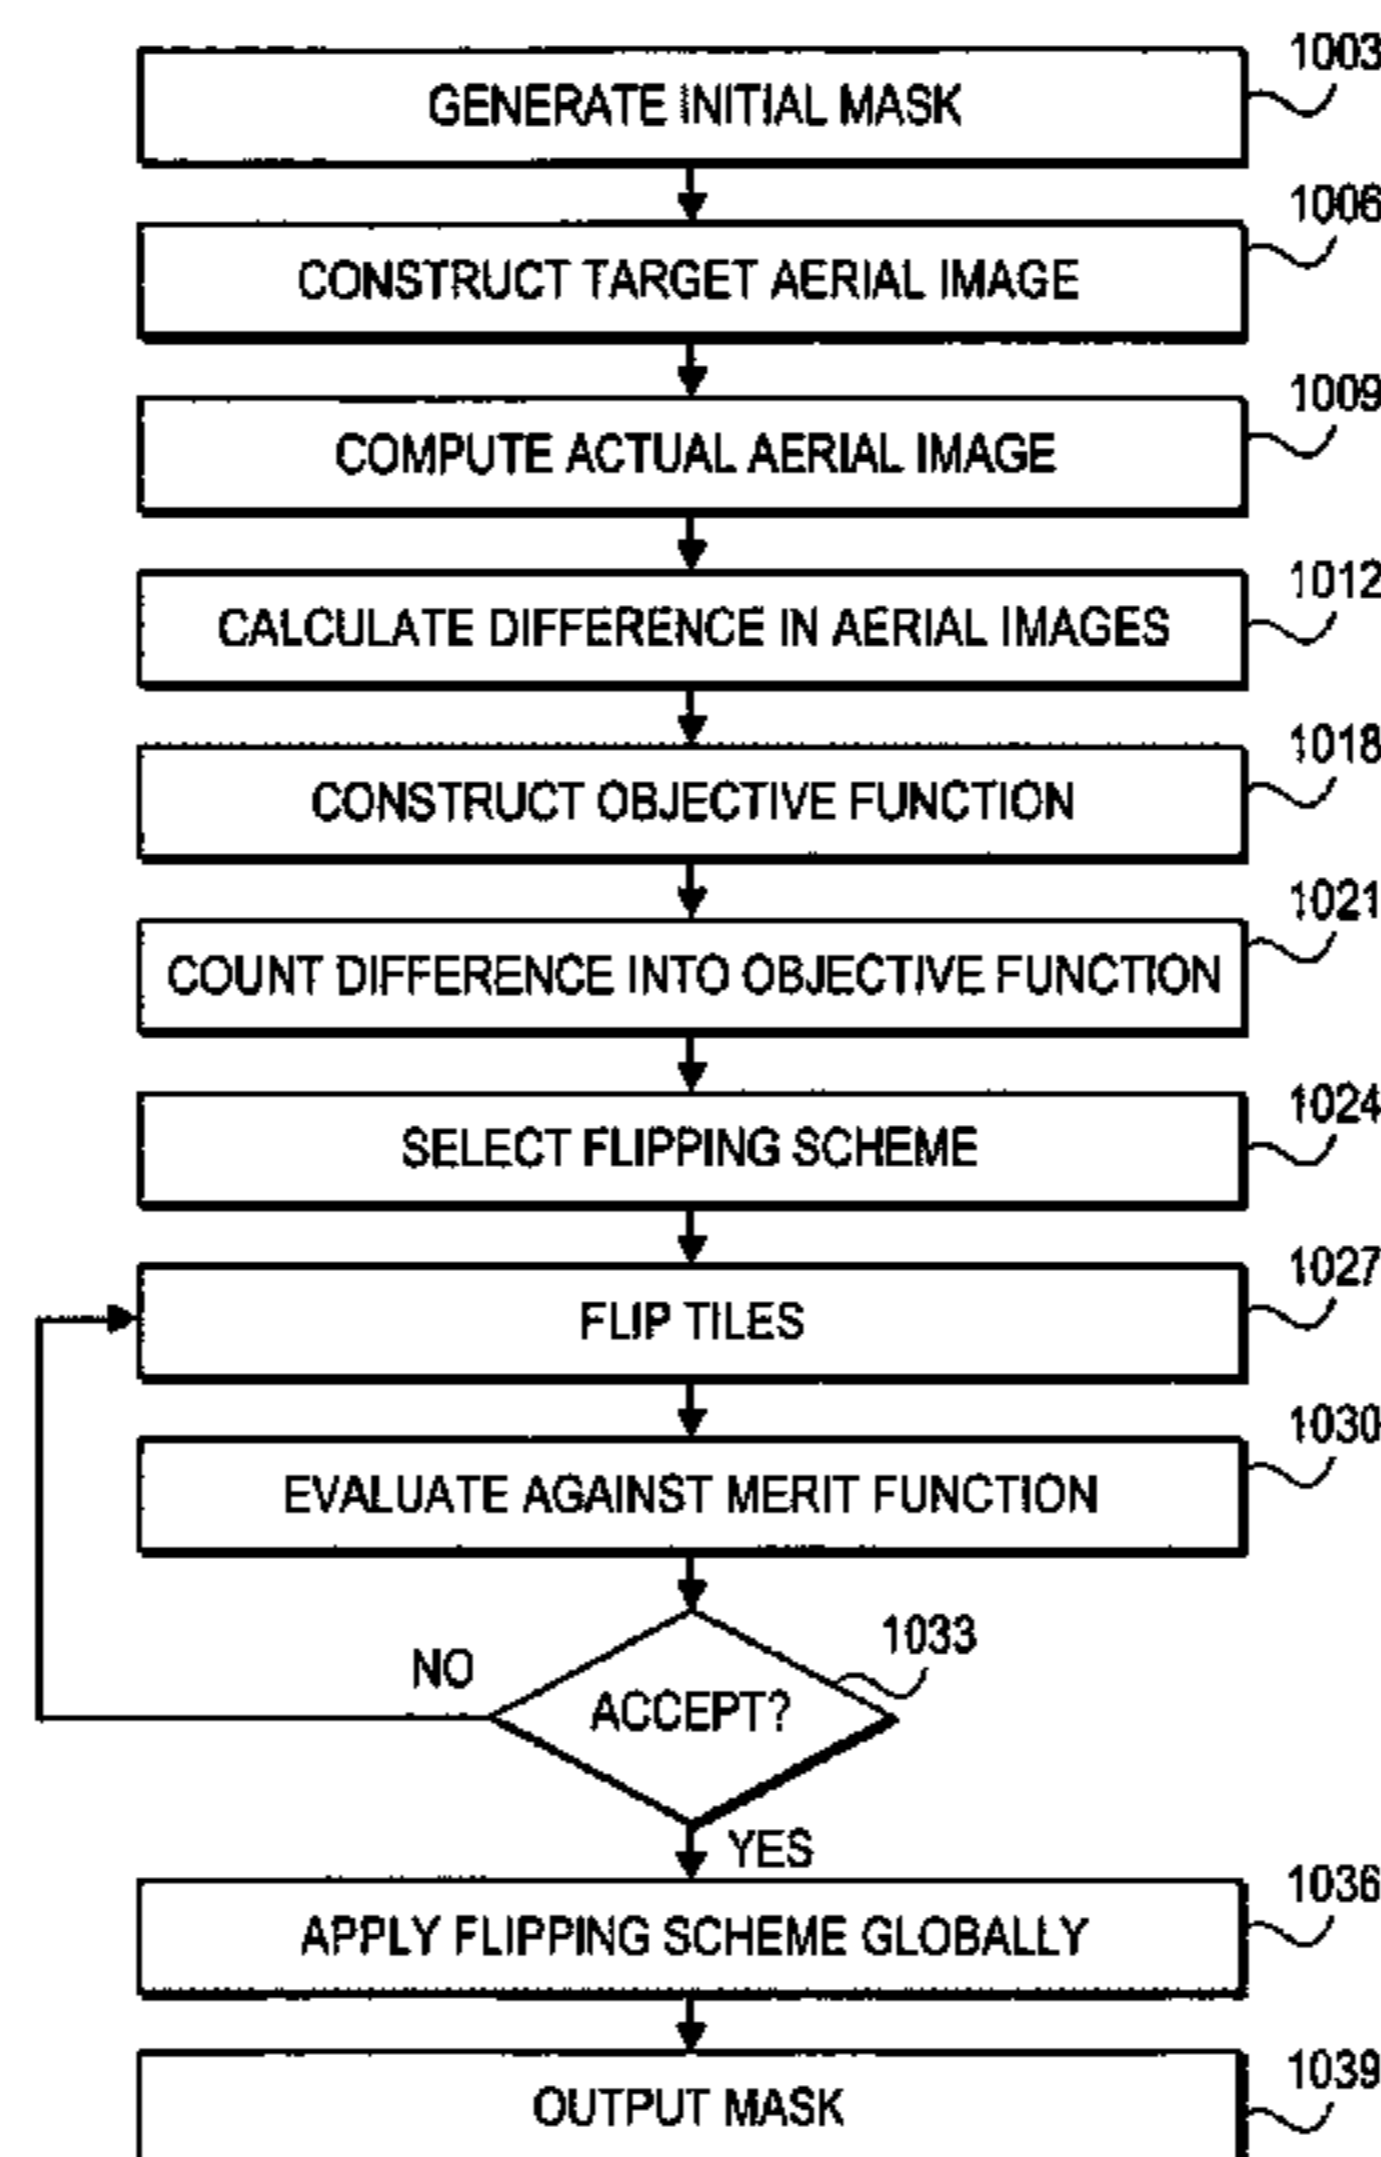 1003
GENERATE INITIAL MASK
1006
CONSTRUCT TARGET AERIAL IMAGE
1009
COMPUTE ACTUAL AERIAL IMAGE
1012
CALCULATE DIFFERENCE IN AERIAL IMAGES
1018
CONSTRUCT OBJECTIVE FUNCTION
1021
COUNT DIFFERENCE INTO OBJECTIVE FUNCTION
1024
SELECT FLIPPING SCHEME
1027
FLIP TILES
1030
EVALUATE AGAINST MERIT FUNCTION
1033
NO
ACCEPT?
YES
1036
APPLY FLIPPING SCHEME GLOBALLY
1039
OUTPUT MASK